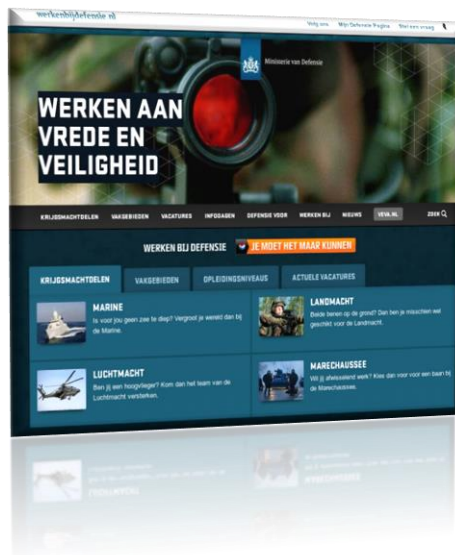 werkenbijdefensie.nl
Volg ons Mijn Defensie Pagina Stel een vraag
Ministerie van Defensie
WERKEN AAN
VREDE EN
VEILIGHEID
KRIJGSMACHTDELEN VAKGEBIEDEN VACATURES INFODAGEN DEFENSIE VOOR WERKEN BIJ NIEUWS VEVA.NL ZOEK
WERKEN BIJ DEFENSIE JE MOET HET MAAR KUNNEN
KRIJGSMACHTDELEN VAKGEBIEDEN OPLEIDINGSNIVEAUS ACTUELE VACATURES
MARINE
Is voor jou geen zee te diep? Vergroot je wereld dan bij
de Marine.
LANDMACHT
Beide benen op de grond? Dan ben je misschien wel
geschikt voor de Landmacht.
LUCHTMACHT
Ben jij een hoogvlieger? Kom dan het team van de
Luchtmacht versterken.
MARECHAUSSEE
Wil jij afwisselend werk? Kies dan voor voor een baan bij
de Marechaussee.